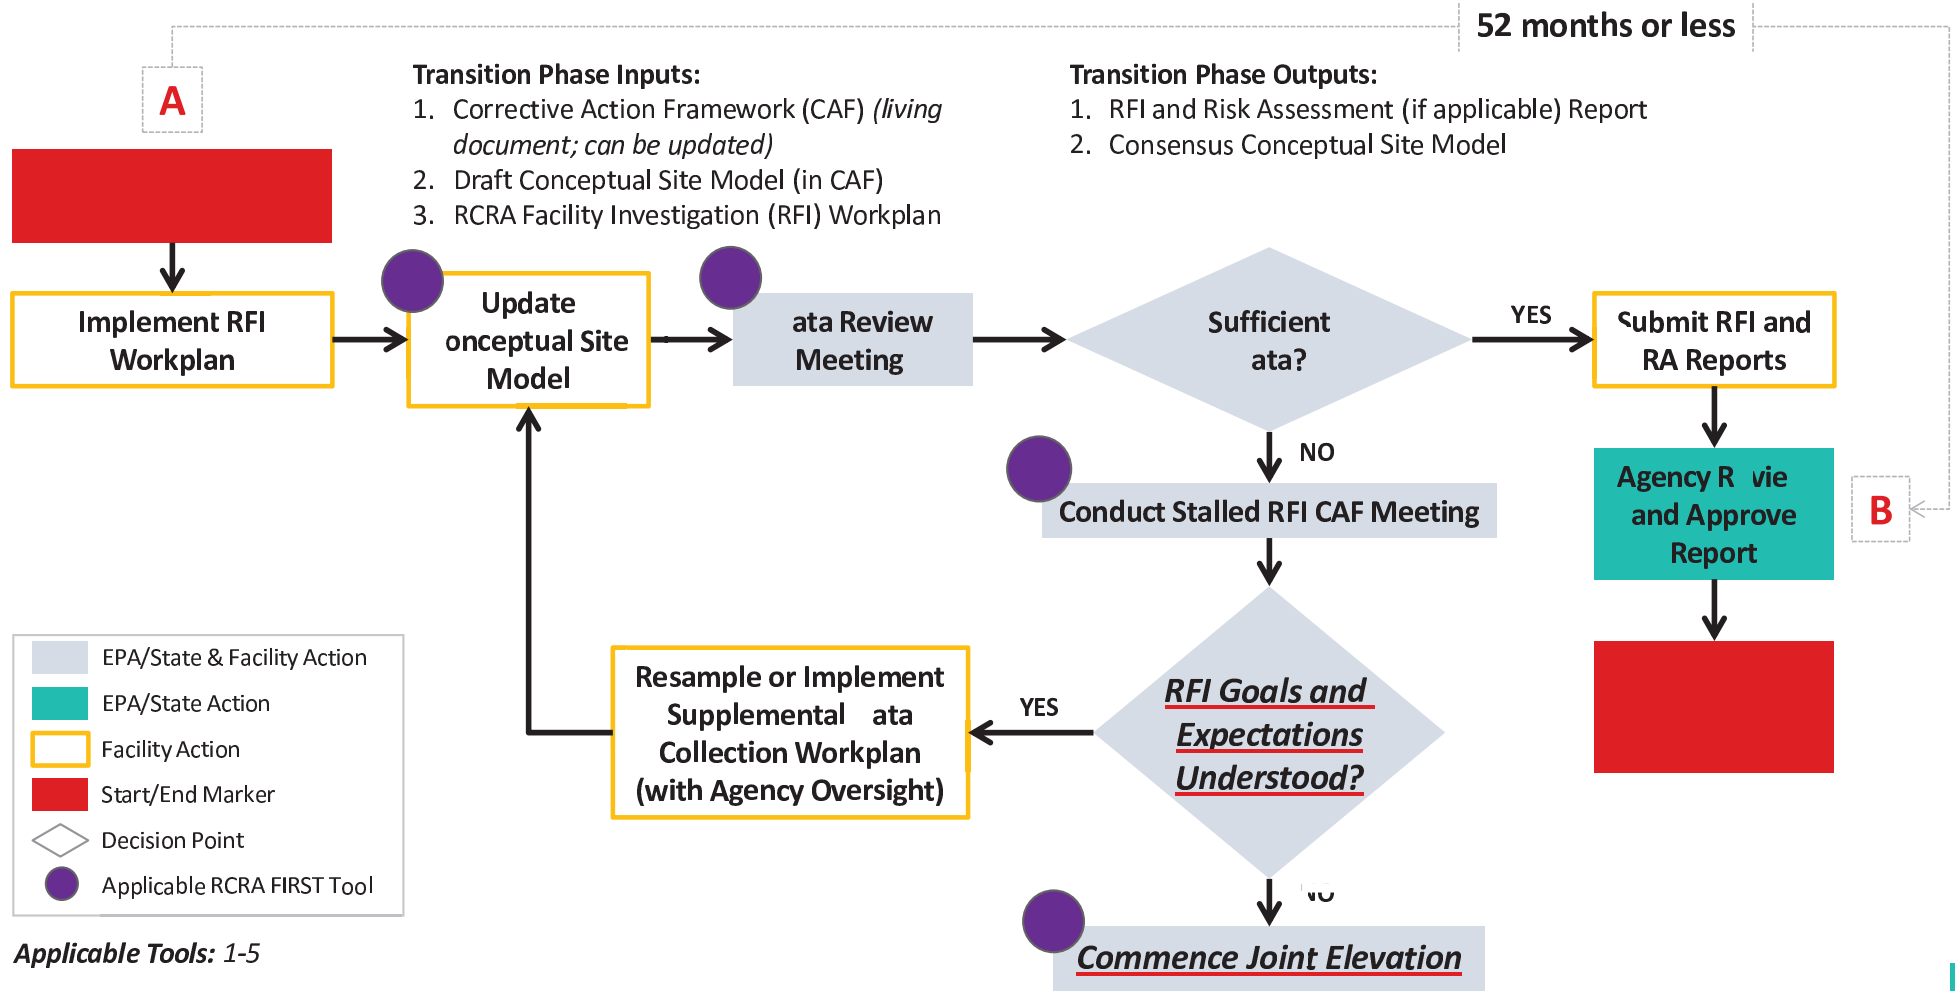 52 months or less
A
Transition Phase Inputs:
1. Corrective Action Framework (CAF) (living
document; can be updated)
2. Draft Conceptual Site Model (in CAF)
3. RCRA Facility Investigation (RFI) Workplan
Transition Phase Outputs:
1. RFI and Risk Assessment (if applicable) Report
2. Consensus Conceptual Site Model
Implement RFI
Workplan
Update
onceptual Site
Model
ata Review
Meeting
Sufficient
ata?
YES
Submit RFI and
RA Reports
NO
Conduct Stalled RFI CAF Meeting
Agency R vie
and Approve
Report
B
RFI Goals and
Expectations
Understood?
YES
Resample or Implement
Supplemental ata
Collection Workplan
(with Agency Oversight)
NO
Commence Joint Elevation
EPA/State & Facility Action
EPA/State Action
Facility Action
Start/End Marker
Decision Point
Applicable RCRA FIRST Tool
Applicable Tools: 1-5